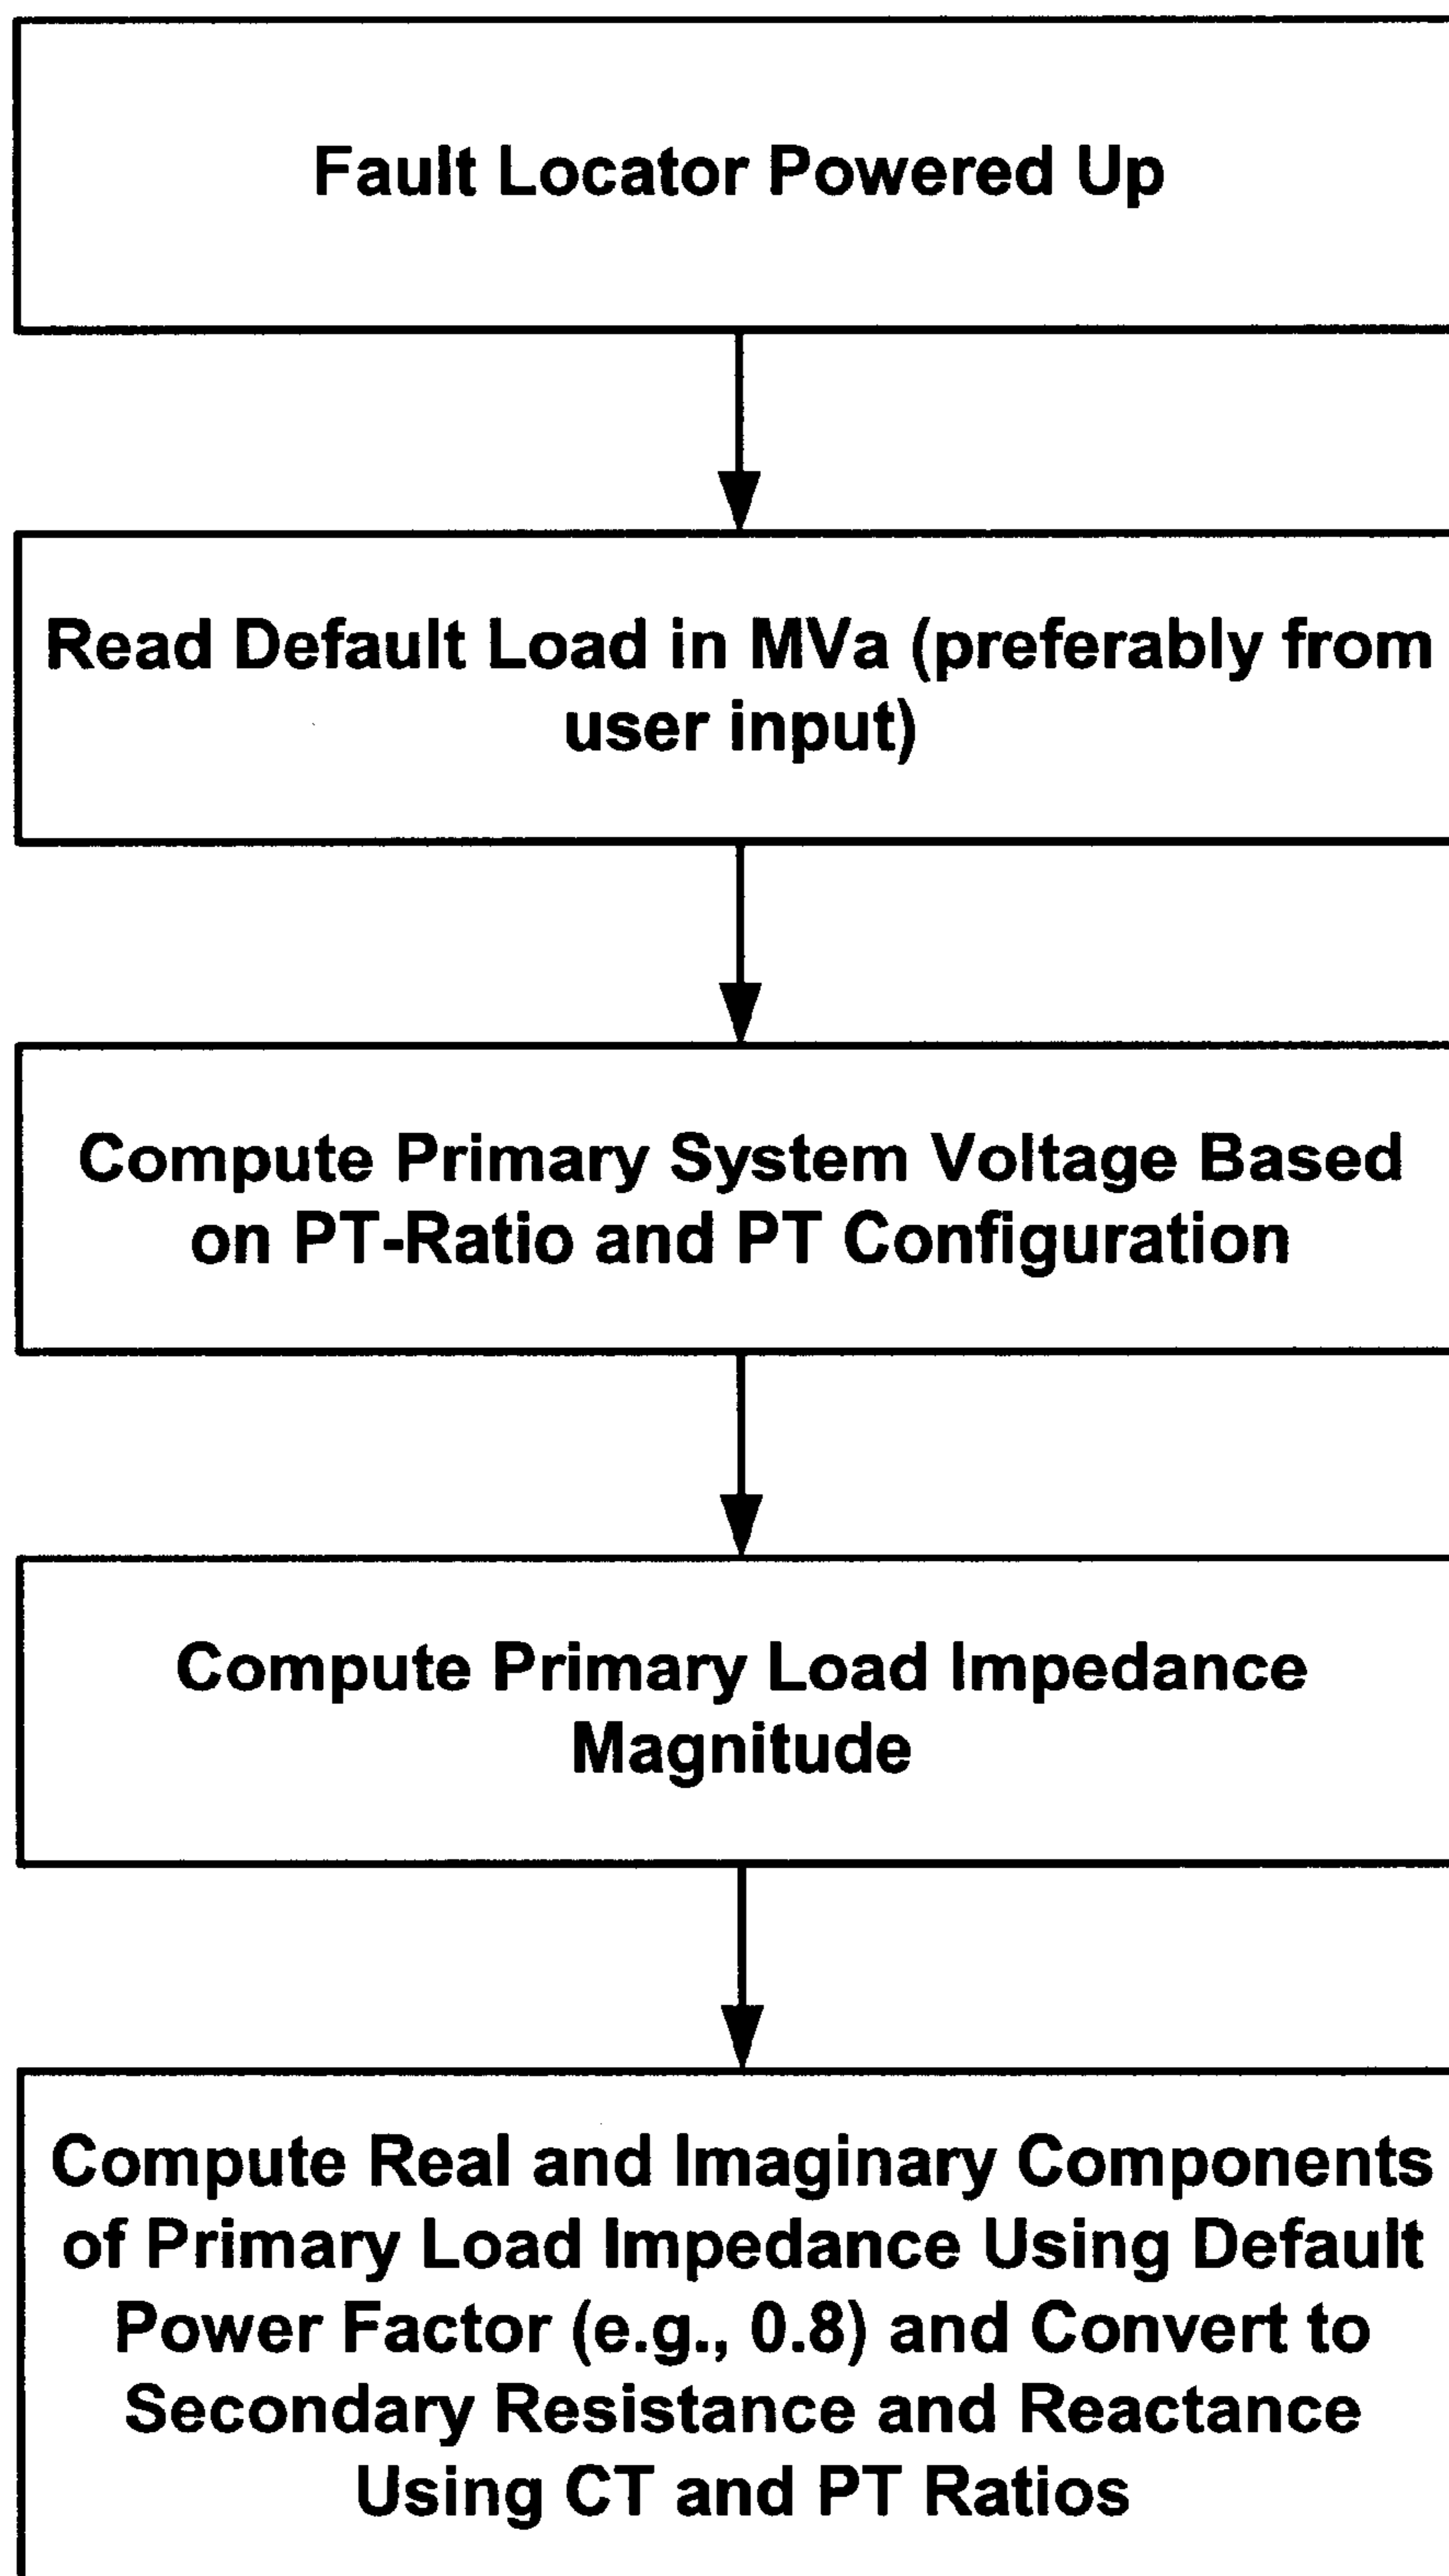 Fault Locator Powered Up
Read Default Load in MVa (preferably from
user input)
Compute Primary System Voltage Based
on PT-Ratio and PT Configuration
Compute Primary Load Impedance
Magnitude
Compute Real and Imaginary Components
of Primary Load Impedance Using Default
Power Factor (e.g., 0.8) and Convert to
Secondary Resistance and Reactance
Using CT and PT Ratios